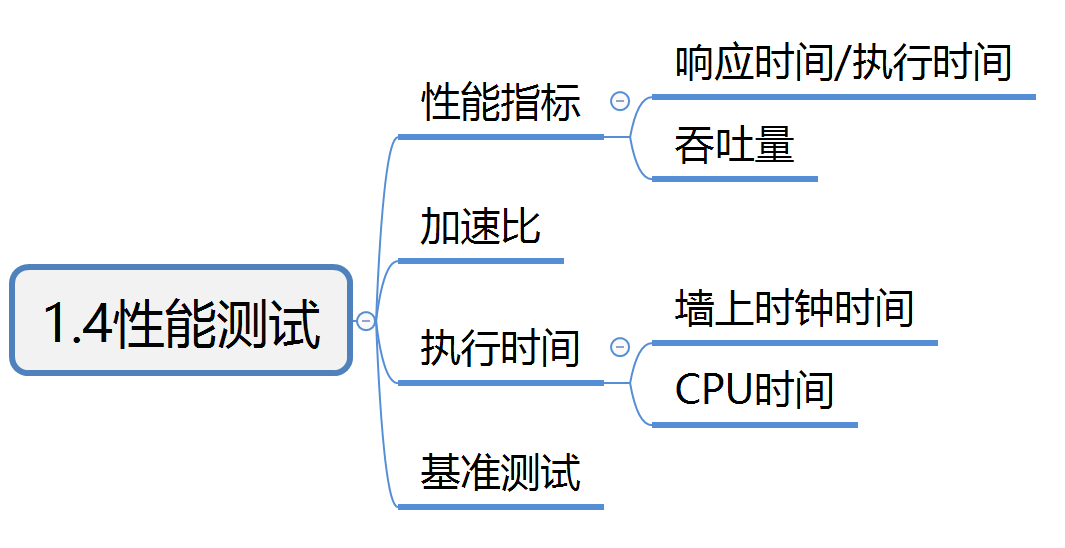 1.4性能测试
性能指标
响应时间/执行时间
吞吐量
加速比
执行时间
墙上时钟时间
CPU时间
基准测试